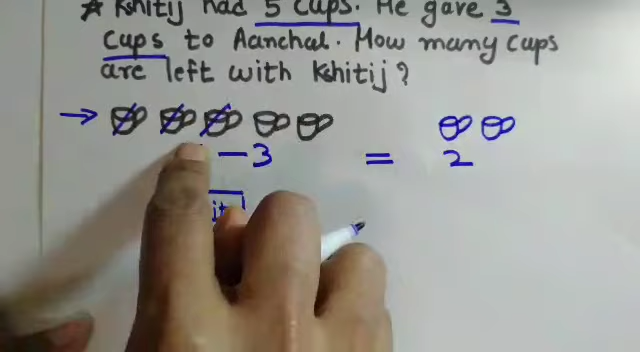 ☆ Kshitij had 5 cups. He gave 3
cups to Aanchal. How many cups
are left with Kshitij?
→
- 3 = 2